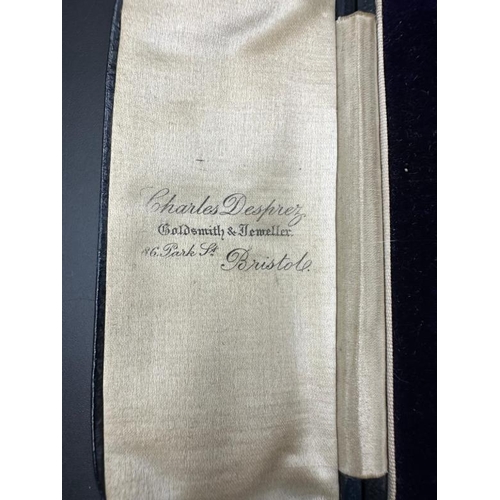 Charles Desprez
Goldsmith & Jeweller.
86. Park St.
Bristol.